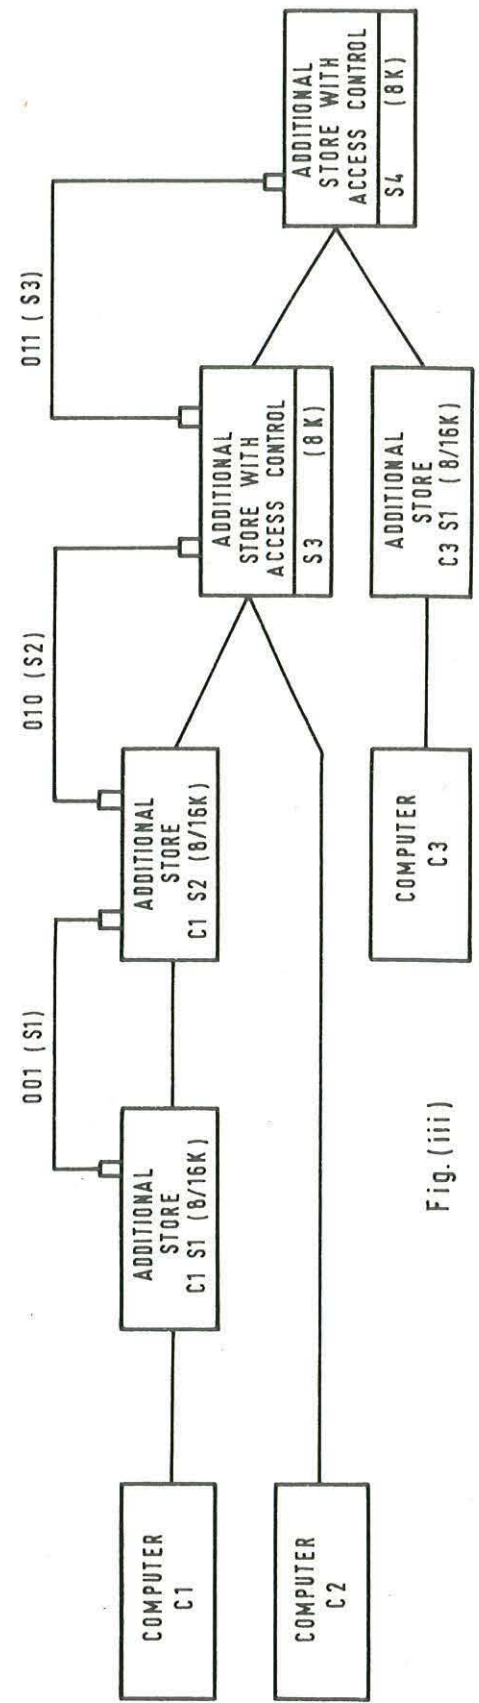 COMPUTER
C1
ADDITIONAL
STORE
C1 S1 (8/16K)
001 (S1)
ADDITIONAL
STORE
C1 S2 (8/16K)
010 (S2)
ADDITIONAL
STORE WITH
ACCESS CONTROL
S3 (8K)
011 (S3)
ADDITIONAL
STORE WITH
ACCESS CONTROL
S4 (8K)
COMPUTER
C2
COMPUTER
C3
ADDITIONAL
STORE
C3 S1 (8/16K)
Fig.(iii)